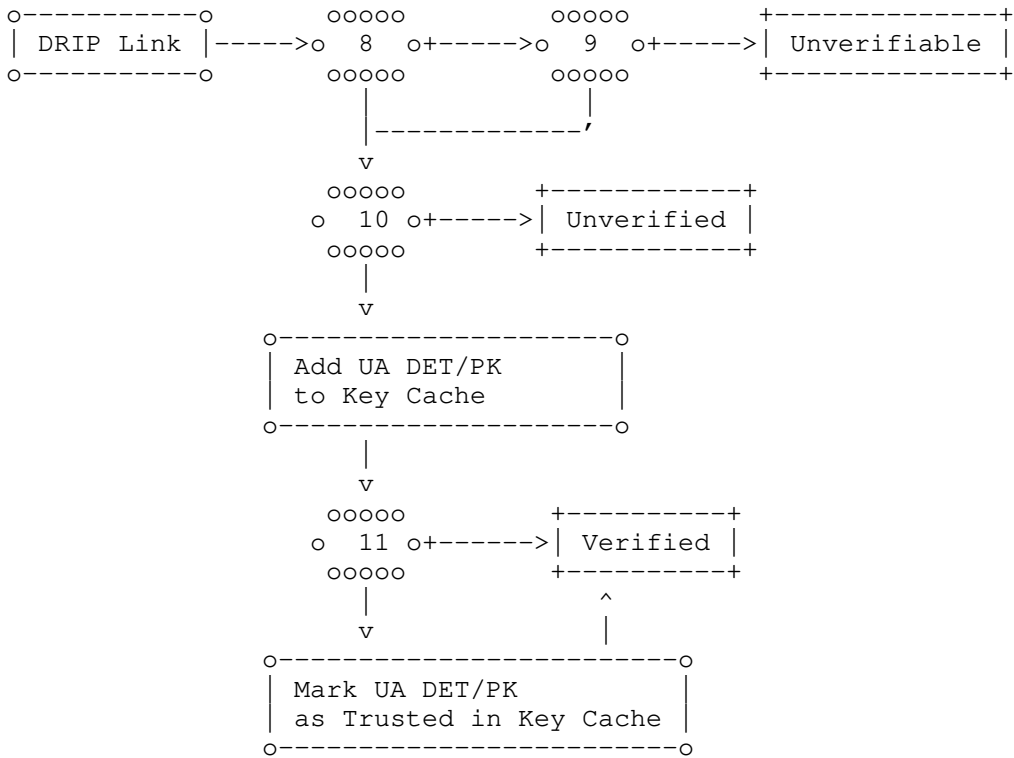 DRIP Link 8 9 Unverifiable
10 Unverified
Add UA DET/PK
to Key Cache
11 Verified
Mark UA DET/PK
as Trusted in Key Cache